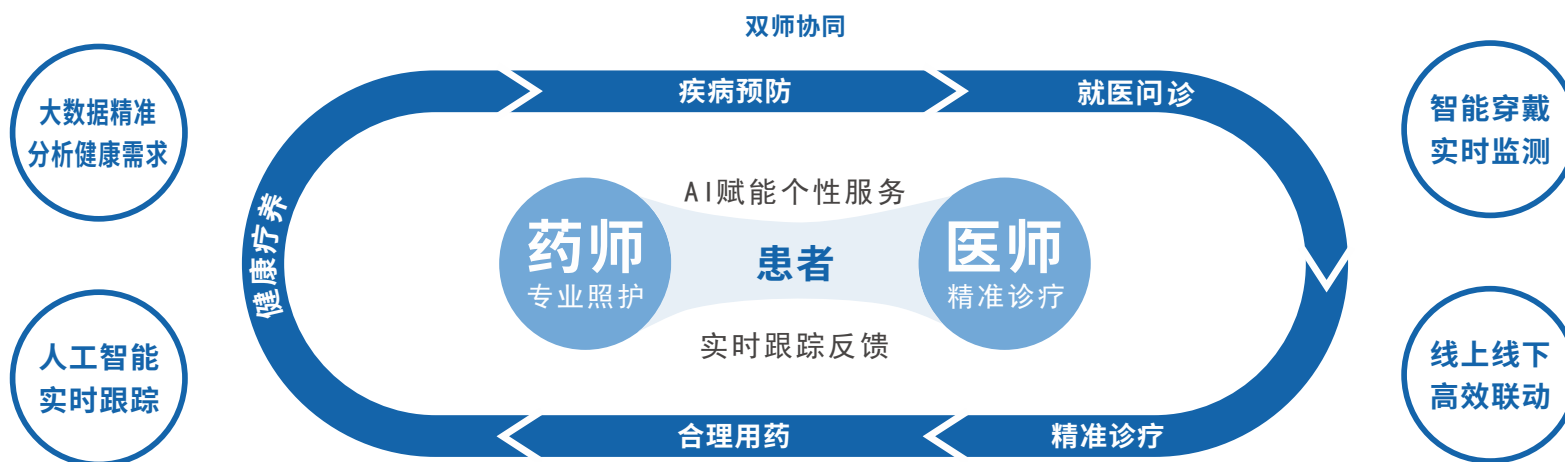 双师协同
大数据精准
分析健康需求
疾病预防
就医问诊
智能穿戴
实时监测
健康疗养
AI赋能个性服务
药师
专业照护
患者
医师
精准诊疗
实时跟踪反馈
人工智能
实时跟踪
合理用药
精准诊疗
线上线下
高效联动